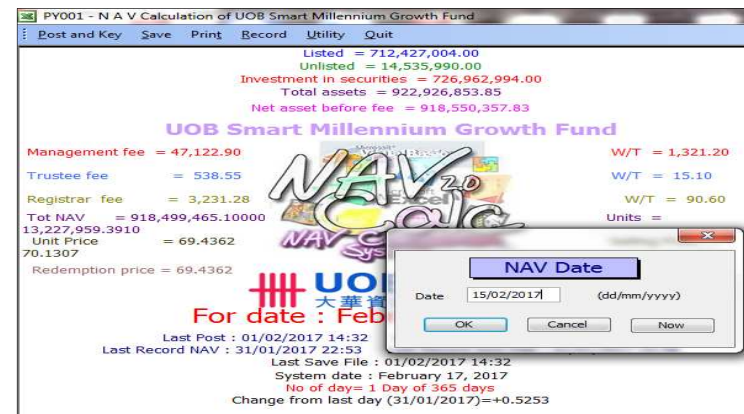 PY001 - N A V Calculation of UOB Smart Millennium Growth Fund
Post and Key Save Print Record Utility Quit
Listed = 712,427,004.00
Unlisted = 14,535,990.00
Investment in securities = 726,962,994.00
Total assets = 922,926,853.85
Net asset before fee = 918,550,357.83
UOB Smart Millennium Growth Fund
Management fee = 47,122.90 W/T = 1,321.20
Trustee fee = 538.55 W/T = 15.10
Registrar fee = 3,231.28 W/T = 90.60
NAV 2.0
Calc
Tot NAV = 918,499,465.10000 Units =
13,227,959.3910
Unit Price = 69.4362
70.1307
Redemption price = 69.4362
NAV Date
Date 15/02/2017 (dd/mm/yyyy)
OK Cancel Now
UO
大華資
For date : Feb
Last Post : 01/02/2017 14:32
Last Record NAV : 31/01/2017 22:53
Last Save File : 01/02/2017 14:32
System date : February 17, 2017
No of day= 1 Day of 365 days
Change from last day (31/01/2017)=+0.5253